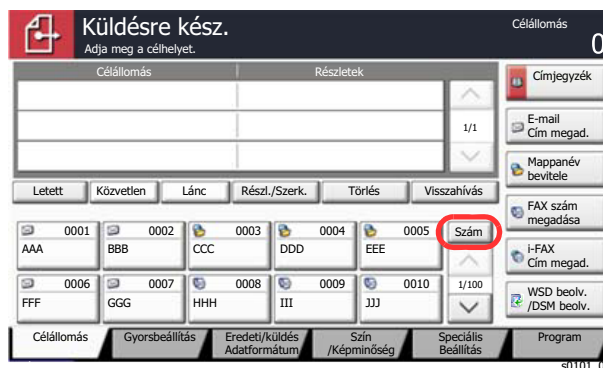 Küldésre kész.
Adja meg a célhelyet.
Célállomás
0
Célállomás Részletek
1/1
Címjegyzék
E-mail
Cím megad.
Mappanév
bevitele
FAX szám
megadása
i-FAX
Cím megad.
WSD beolv.
/DSM beolv.
Letett Közvetlen Lánc Részl./Szerk. Törlés Visszahívás
0001 0002 0003 0004 0005 Szám
AAA BBB CCC DDD EEE
0006 0007 0008 0009 0010 1/100
FFF GGG HHH III JJJ
Célállomás Gyorsbeállítás Eredeti/küldés
Adatformátum Szín
/Képminőség Speciális
Beállítás Program